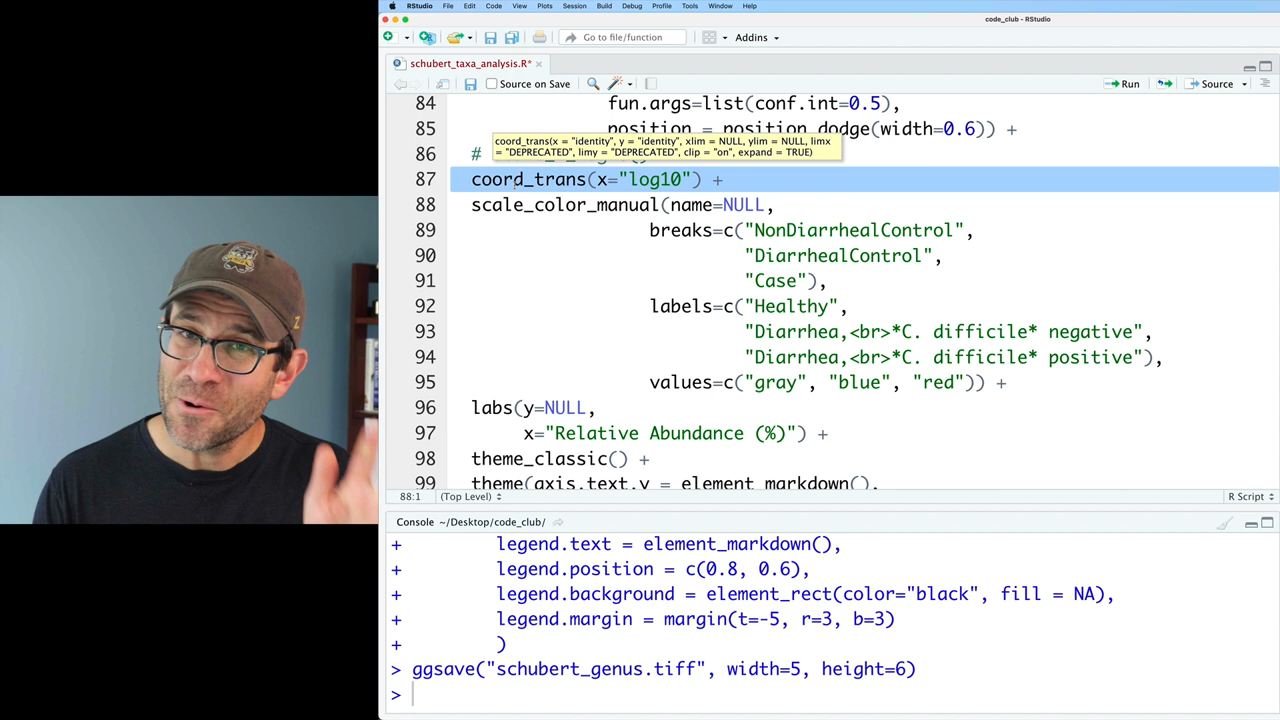 RStudio File Edit Code View Plots Session Build Debug Profile Tools Window Help
code_club - RStudio
Go to file/function Addins
schubert_taxa_analysis.R*
Source on Save Run Source
84 fun.args=list(conf.int=0.5),
85 position = position_dodge(width=0.6)) +
coord_trans(x = "identity", y = "identity", xlim = NULL, ylim = NULL, limx
= "DEPRECATED", limy = "DEPRECATED", clip = "on", expand = TRUE)
86 #
87 coord_trans(x="log10") +
88 scale_color_manual(name=NULL,
89 breaks=c("NonDiarrhealControl",
90 "DiarrhealControl",
91 "Case"),
92 labels=c("Healthy",
93 "Diarrhea,<br>*C. difficile* negative",
94 "Diarrhea,<br>*C. difficile* positive"),
95 values=c("gray", "blue", "red")) +
96 labs(y=NULL,
97 x="Relative Abundance (%)") +
98 theme_classic() +
99 theme(axis.text.y = element_markdown(),
88:1 (Top Level) R Script
Console ~/Desktop/code_club/
+ legend.text = element_markdown(),
+ legend.position = c(0.8, 0.6),
+ legend.background = element_rect(color="black", fill = NA),
+ legend.margin = margin(t=-5, r=3, b=3)
+ )
> ggsave("schubert_genus.tiff", width=5, height=6)
>